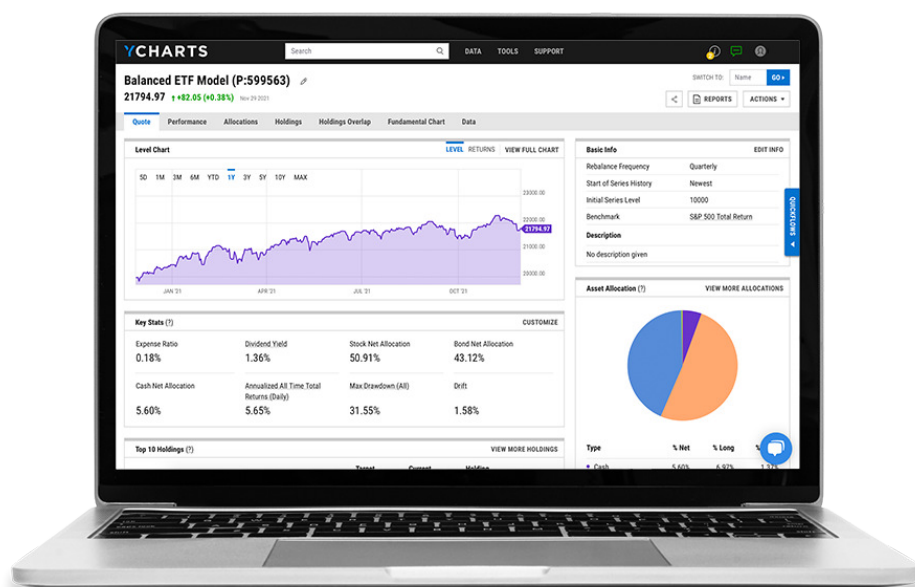 YCHARTS
Search
DATA TOOLS SUPPORT
Balanced ETF Model (P:599563)
SWITCH TO: Name GO
21794.97 +82.05 (+0.38%) Nov 29 2021
REPORTS ACTIONS
Quote Performance Allocations Holdings Holdings Overlap Fundamental Chart Data
Level Chart LEVEL RETURNS VIEW FULL CHART
5D 1M 3M 6M YTD 1Y 3Y 5Y 10Y MAX
23000.00
22000.00
21794.97
21000.00
20000.00
JAN '21 APR '21 JUL '21 OCT '21
Basic Info EDIT INFO
Rebalance Frequency Quarterly
Start of Series History Newest
Initial Series Level 10000
Benchmark S&P 500 Total Return
Description
No description given
QUICKFLOWS
Key Stats (?) CUSTOMIZE
Expense Ratio Dividend Yield Stock Net Allocation Bond Net Allocation
0.18% 1.36% 50.91% 43.12%
Cash Net Allocation Annualized All Time Total Returns (Daily) Max Drawdown (All) Drift
5.60% 5.65% 31.55% 1.58%
Asset Allocation (?) VIEW MORE ALLOCATIONS
Type % Net % Long %
Cash 5.60% 6.97% 1.37%
Top 10 Holdings (?) VIEW MORE HOLDINGS
Target Current Holding